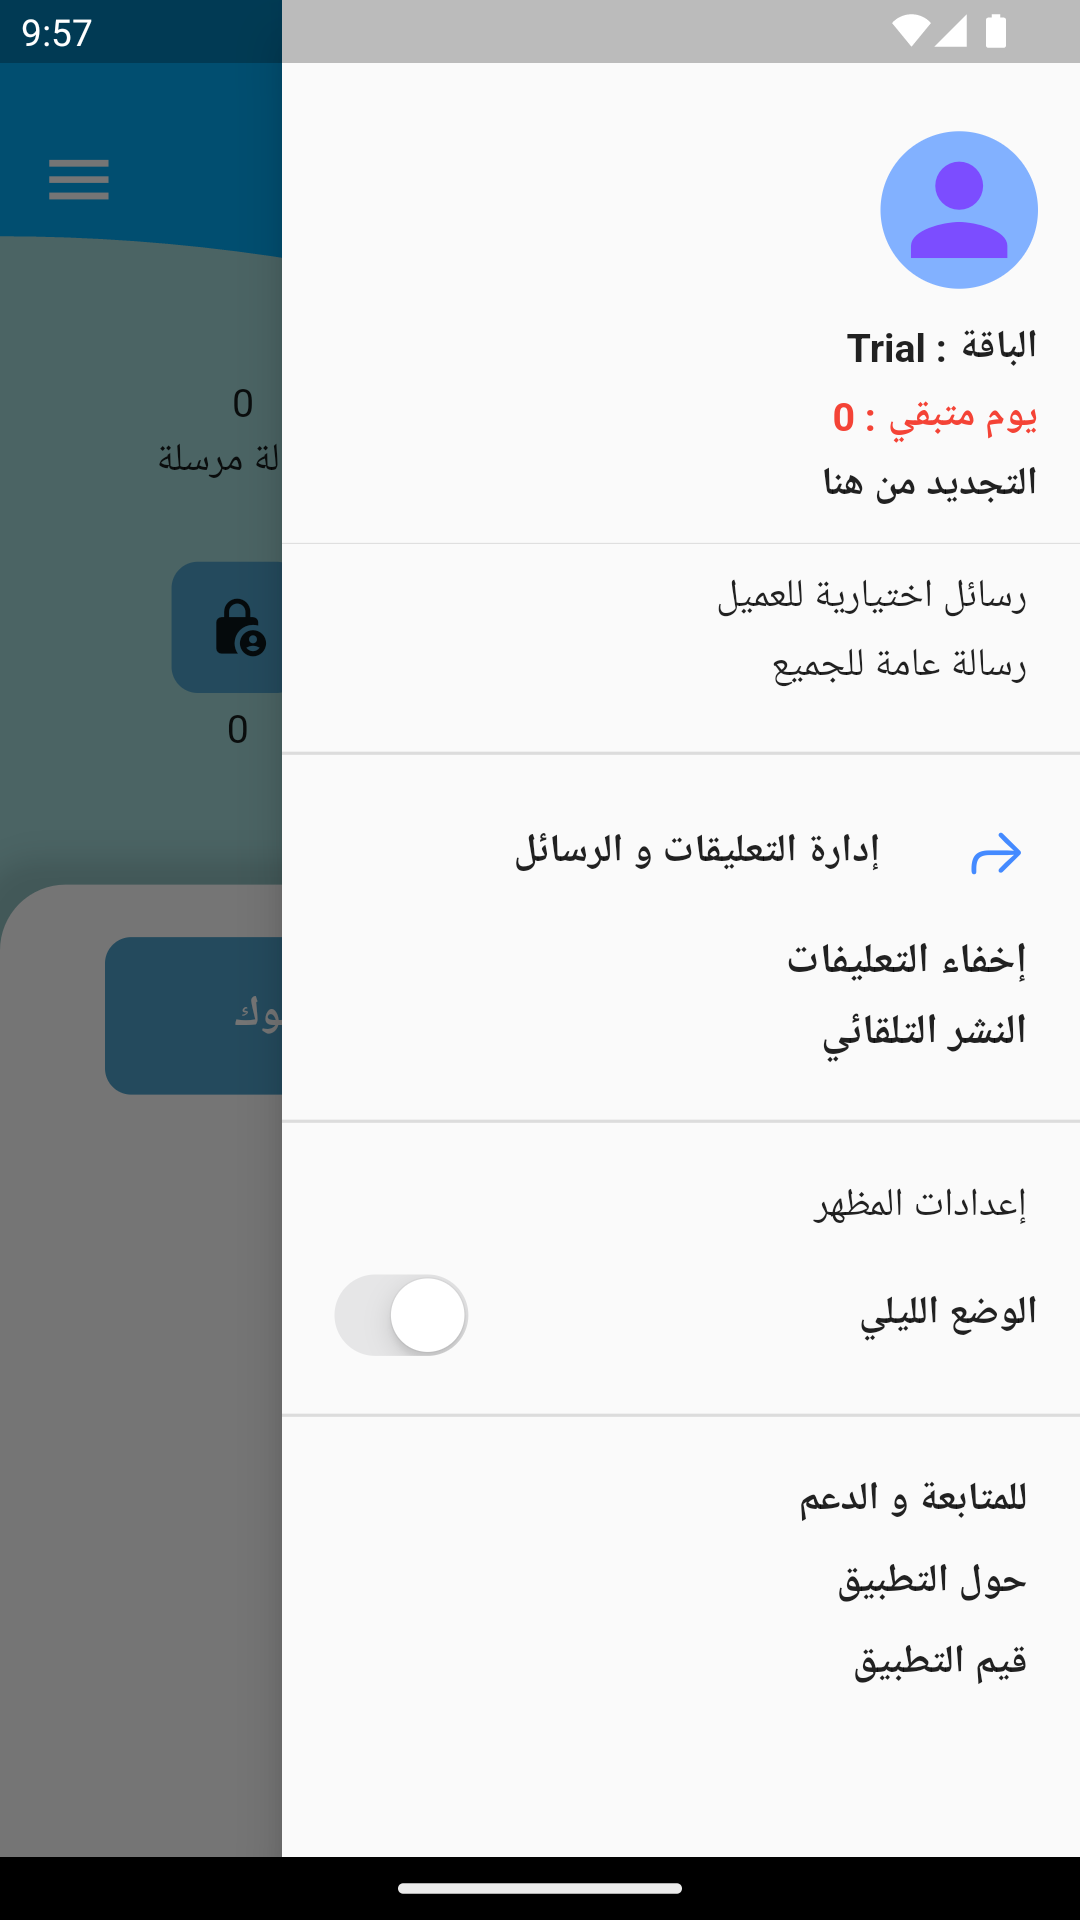 9:57
الباقة : Trial
يوم متبقي : 0
التجديد من هنا
رسائل اختيارية للعميل
رسالة عامة للجميع
إدارة التعليقات و الرسائل
إخفاء التعليفات
النشر التلقائي
إعدادات المظهر
الوضع الليلي
للمتابعة و الدعم
حول التطبيق
قيم التطبيق
0
لة مرسلة
0
وك